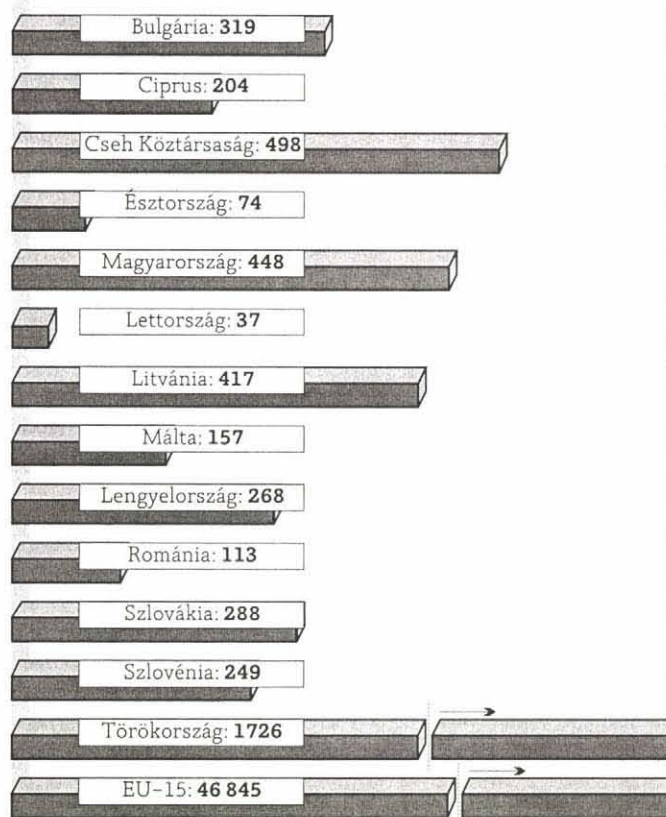 Bulgária: 319
Ciprus: 204
Cseh Köztársaság: 498
Észtország: 74
Magyarország: 448
Lettország: 37
Litvánia: 417
Málta: 157
Lengyelország: 268
Románia: 113
Szlovákia: 288
Szlovénia: 249
Törökország: 1726
EU–15: 46 845